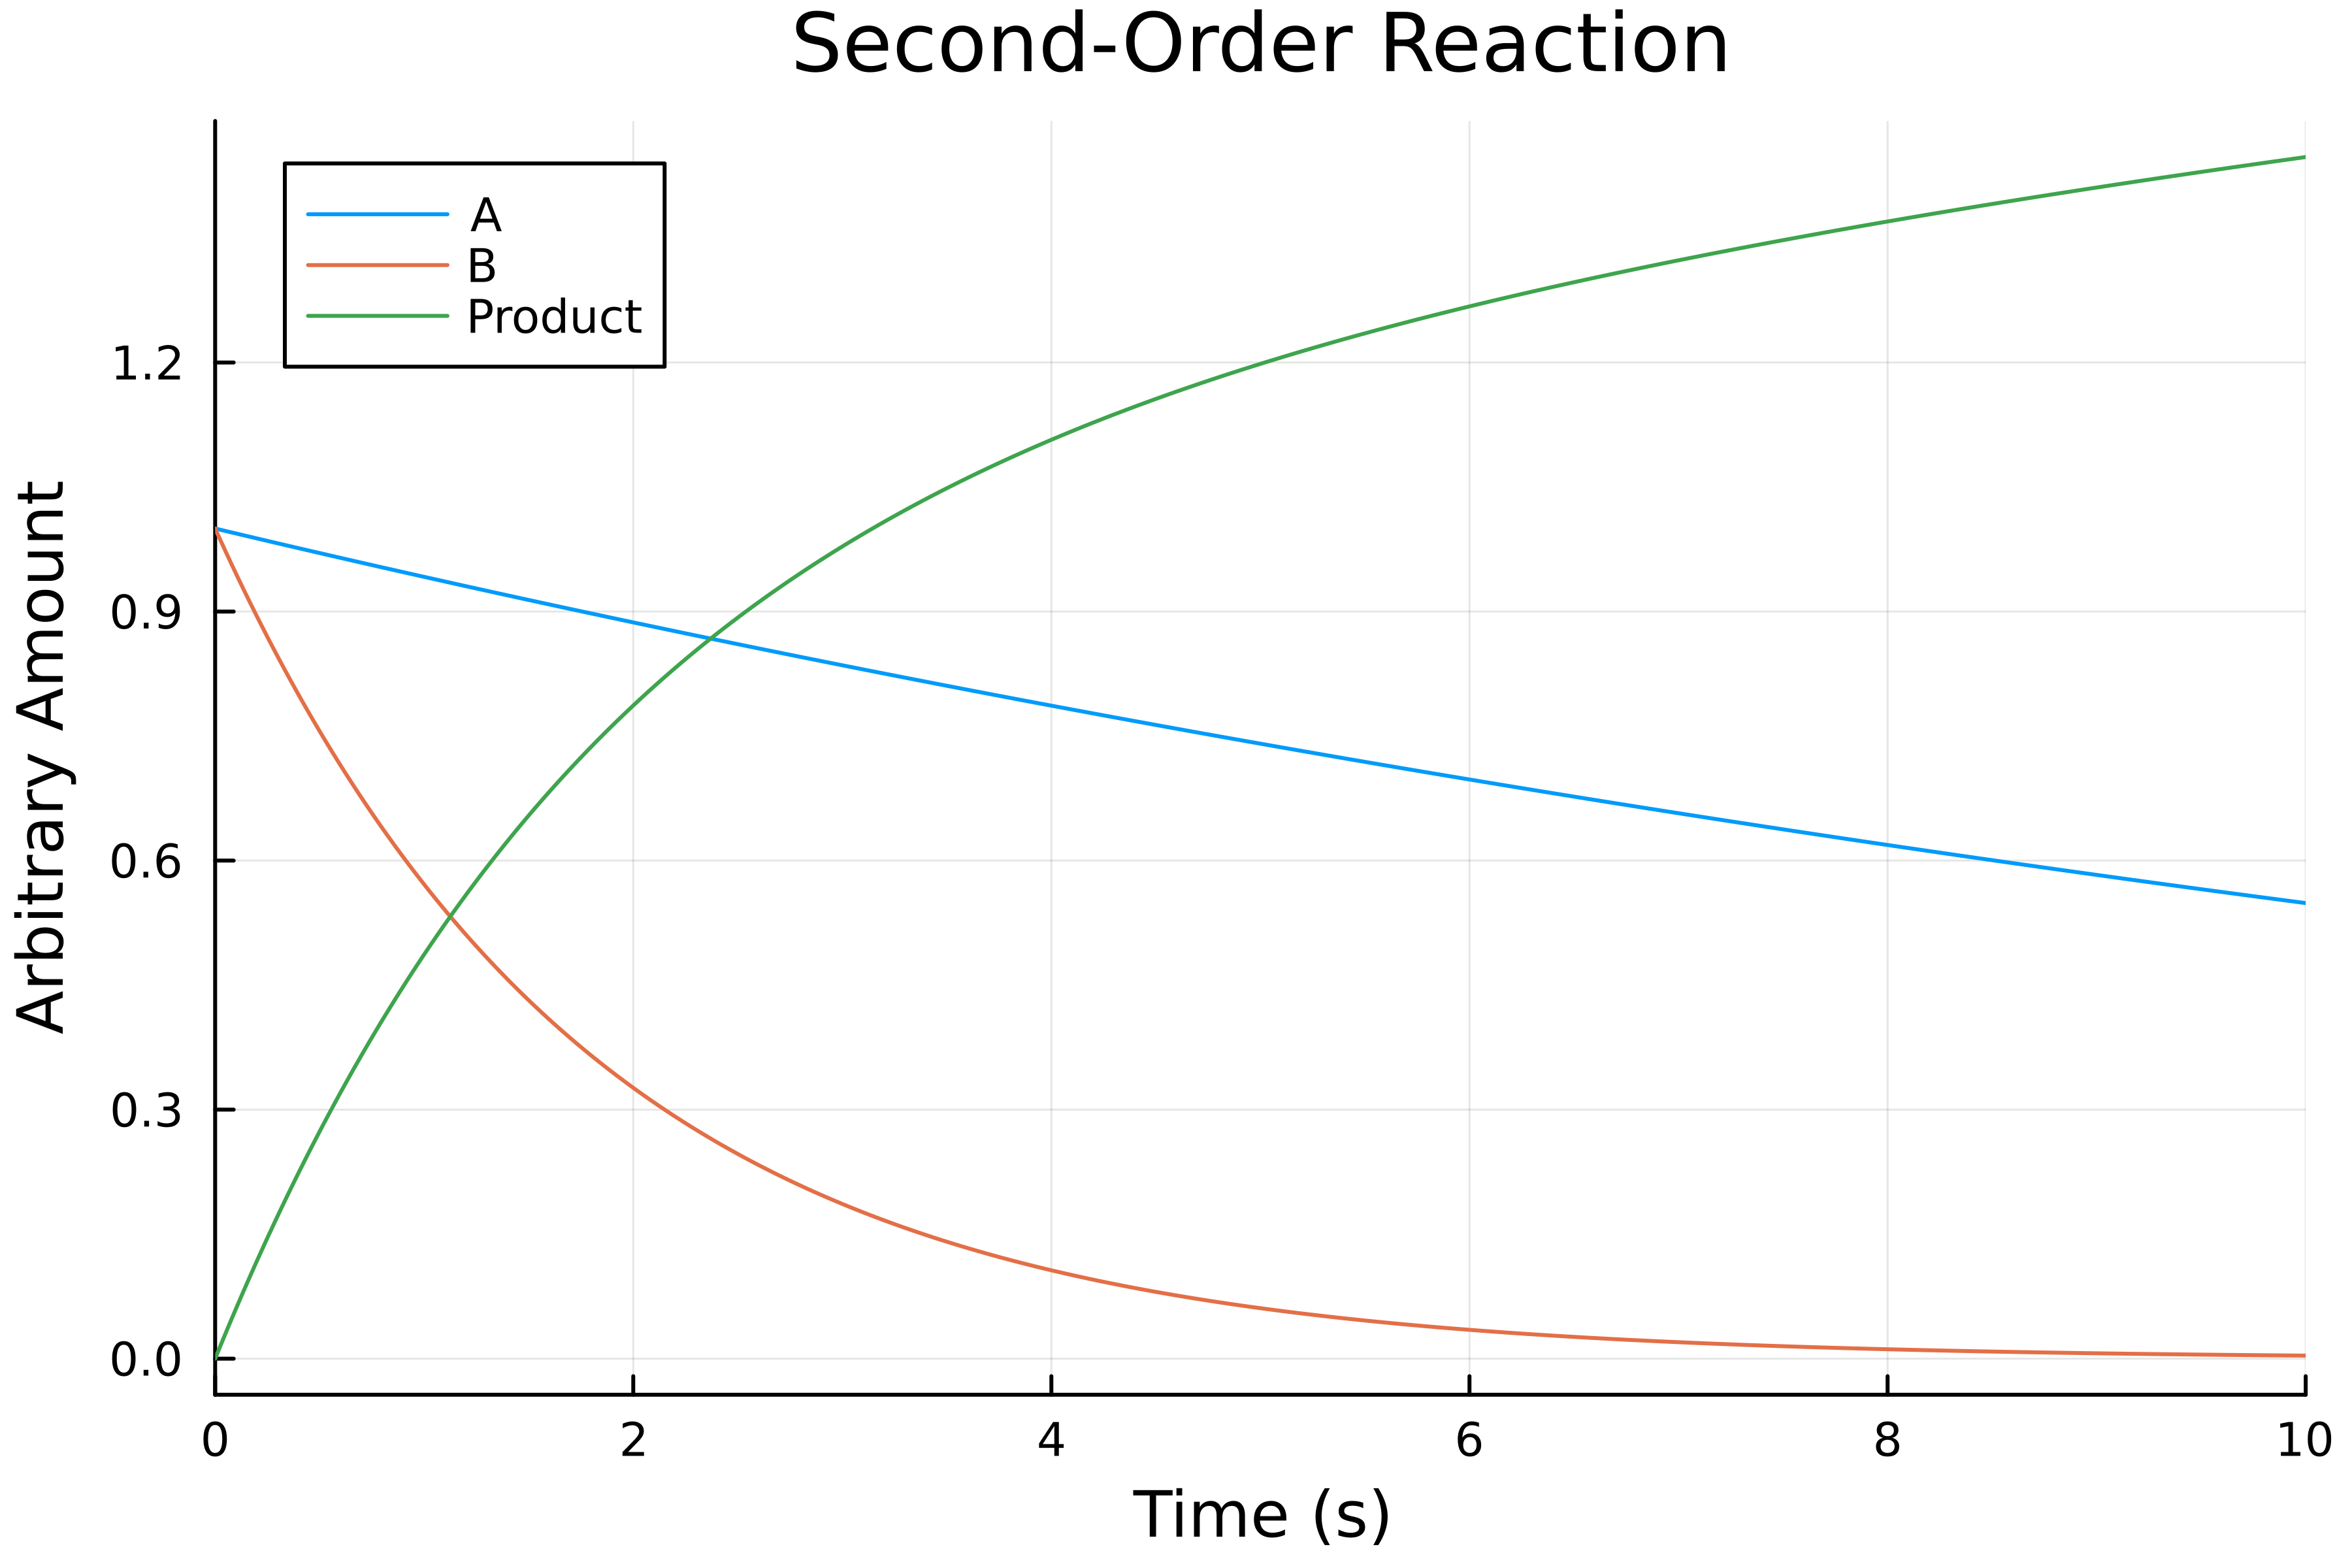 Second-Order Reaction
A
B
Product
1.2
0.9
0.6
0.3
0.0
Arbitrary Amount
0 2 4 6 8 10
Time (s)